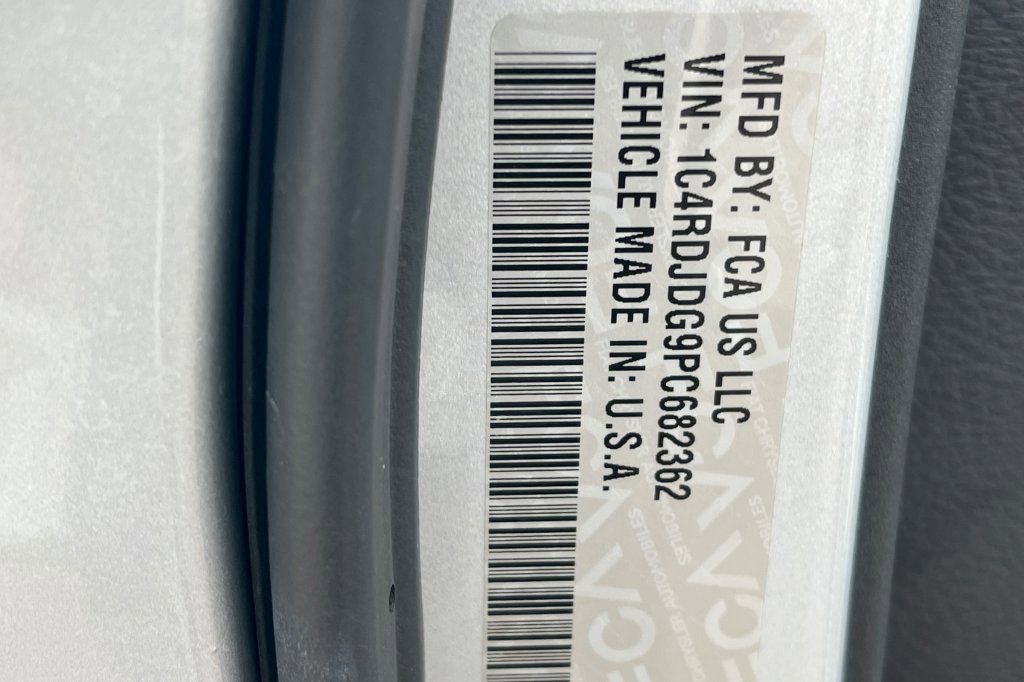 MFD BY: FCA US LLC
VIN: 1C4RDJDG9PC682362
VEHICLE MADE IN: U.S.A.